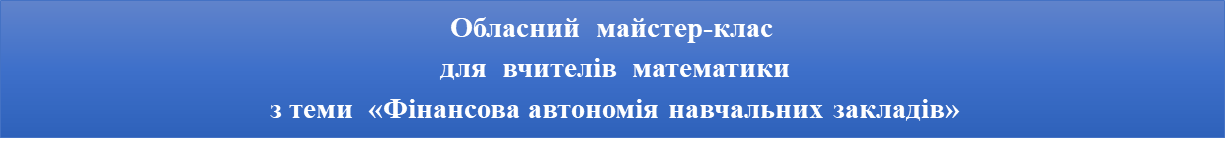 Обласний майстер-клас
для вчителів математики
з теми «Фінансова автономія навчальних закладів»